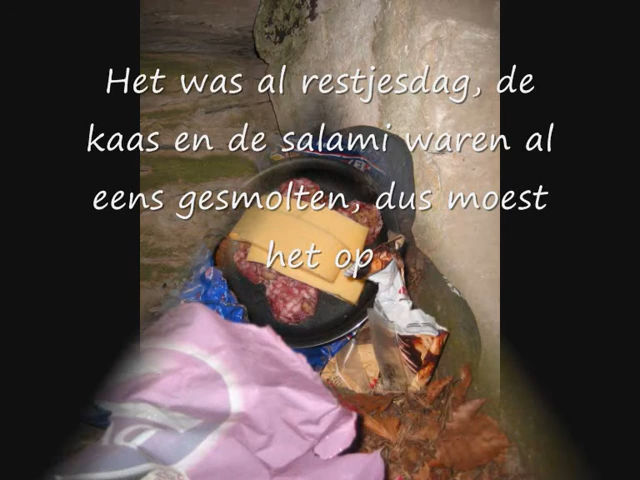 Het was al restjesdag, de
kaas en de salami waren al
eens gesmolten, dus moest
het op